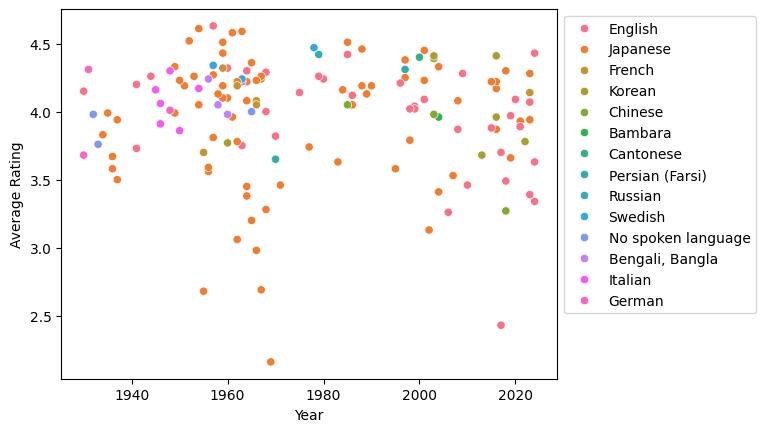 4.5
4.0
3.5
3.0
2.5
Average Rating
1940
1960
1980
2000
2020
Year
English
Japanese
French
Korean
Chinese
Bambara
Cantonese
Persian (Farsi)
Russian
Swedish
No spoken language
Bengali, Bangla
Italian
German